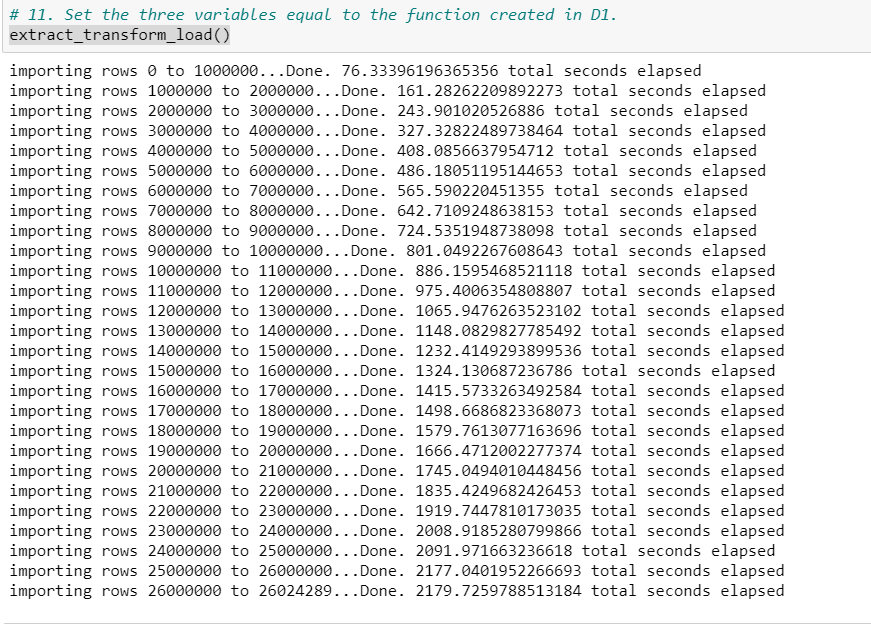 # 11. Set the three variables equal to the function created in D1.
extract_transform_load()
importing rows 0 to 1000000...Done. 76.33396196365356 total seconds elapsed
importing rows 1000000 to 2000000...Done. 161.28262209892273 total seconds elapsed
importing rows 2000000 to 3000000...Done. 243.901020526886 total seconds elapsed
importing rows 3000000 to 4000000...Done. 327.32822489738464 total seconds elapsed
importing rows 4000000 to 5000000...Done. 408.0856637954712 total seconds elapsed
importing rows 5000000 to 6000000...Done. 486.18051195144653 total seconds elapsed
importing rows 6000000 to 7000000...Done. 565.590220451355 total seconds elapsed
importing rows 7000000 to 8000000...Done. 642.7109248638153 total seconds elapsed
importing rows 8000000 to 9000000...Done. 724.5351948738098 total seconds elapsed
importing rows 9000000 to 10000000...Done. 801.0492267608643 total seconds elapsed
importing rows 10000000 to 11000000...Done. 886.1595468521118 total seconds elapsed
importing rows 11000000 to 12000000...Done. 975.4006354808807 total seconds elapsed
importing rows 12000000 to 13000000...Done. 1065.9476263523102 total seconds elapsed
importing rows 13000000 to 14000000...Done. 1148.0829827785492 total seconds elapsed
importing rows 14000000 to 15000000...Done. 1232.4149293899536 total seconds elapsed
importing rows 15000000 to 16000000...Done. 1324.130687236786 total seconds elapsed
importing rows 16000000 to 17000000...Done. 1415.5733263492584 total seconds elapsed
importing rows 17000000 to 18000000...Done. 1498.6686823368073 total seconds elapsed
importing rows 18000000 to 19000000...Done. 1579.7613077163696 total seconds elapsed
importing rows 19000000 to 20000000...Done. 1666.4712002277374 total seconds elapsed
importing rows 20000000 to 21000000...Done. 1745.0494010448456 total seconds elapsed
importing rows 21000000 to 22000000...Done. 1835.4249682426453 total seconds elapsed
importing rows 22000000 to 23000000...Done. 1919.7447810173035 total seconds elapsed
importing rows 23000000 to 24000000...Done. 2008.9185280799866 total seconds elapsed
importing rows 24000000 to 25000000...Done. 2091.971663236618 total seconds elapsed
importing rows 25000000 to 26000000...Done. 2177.0401952266693 total seconds elapsed
importing rows 26000000 to 26024289...Done. 2179.7259788513184 total seconds elapsed